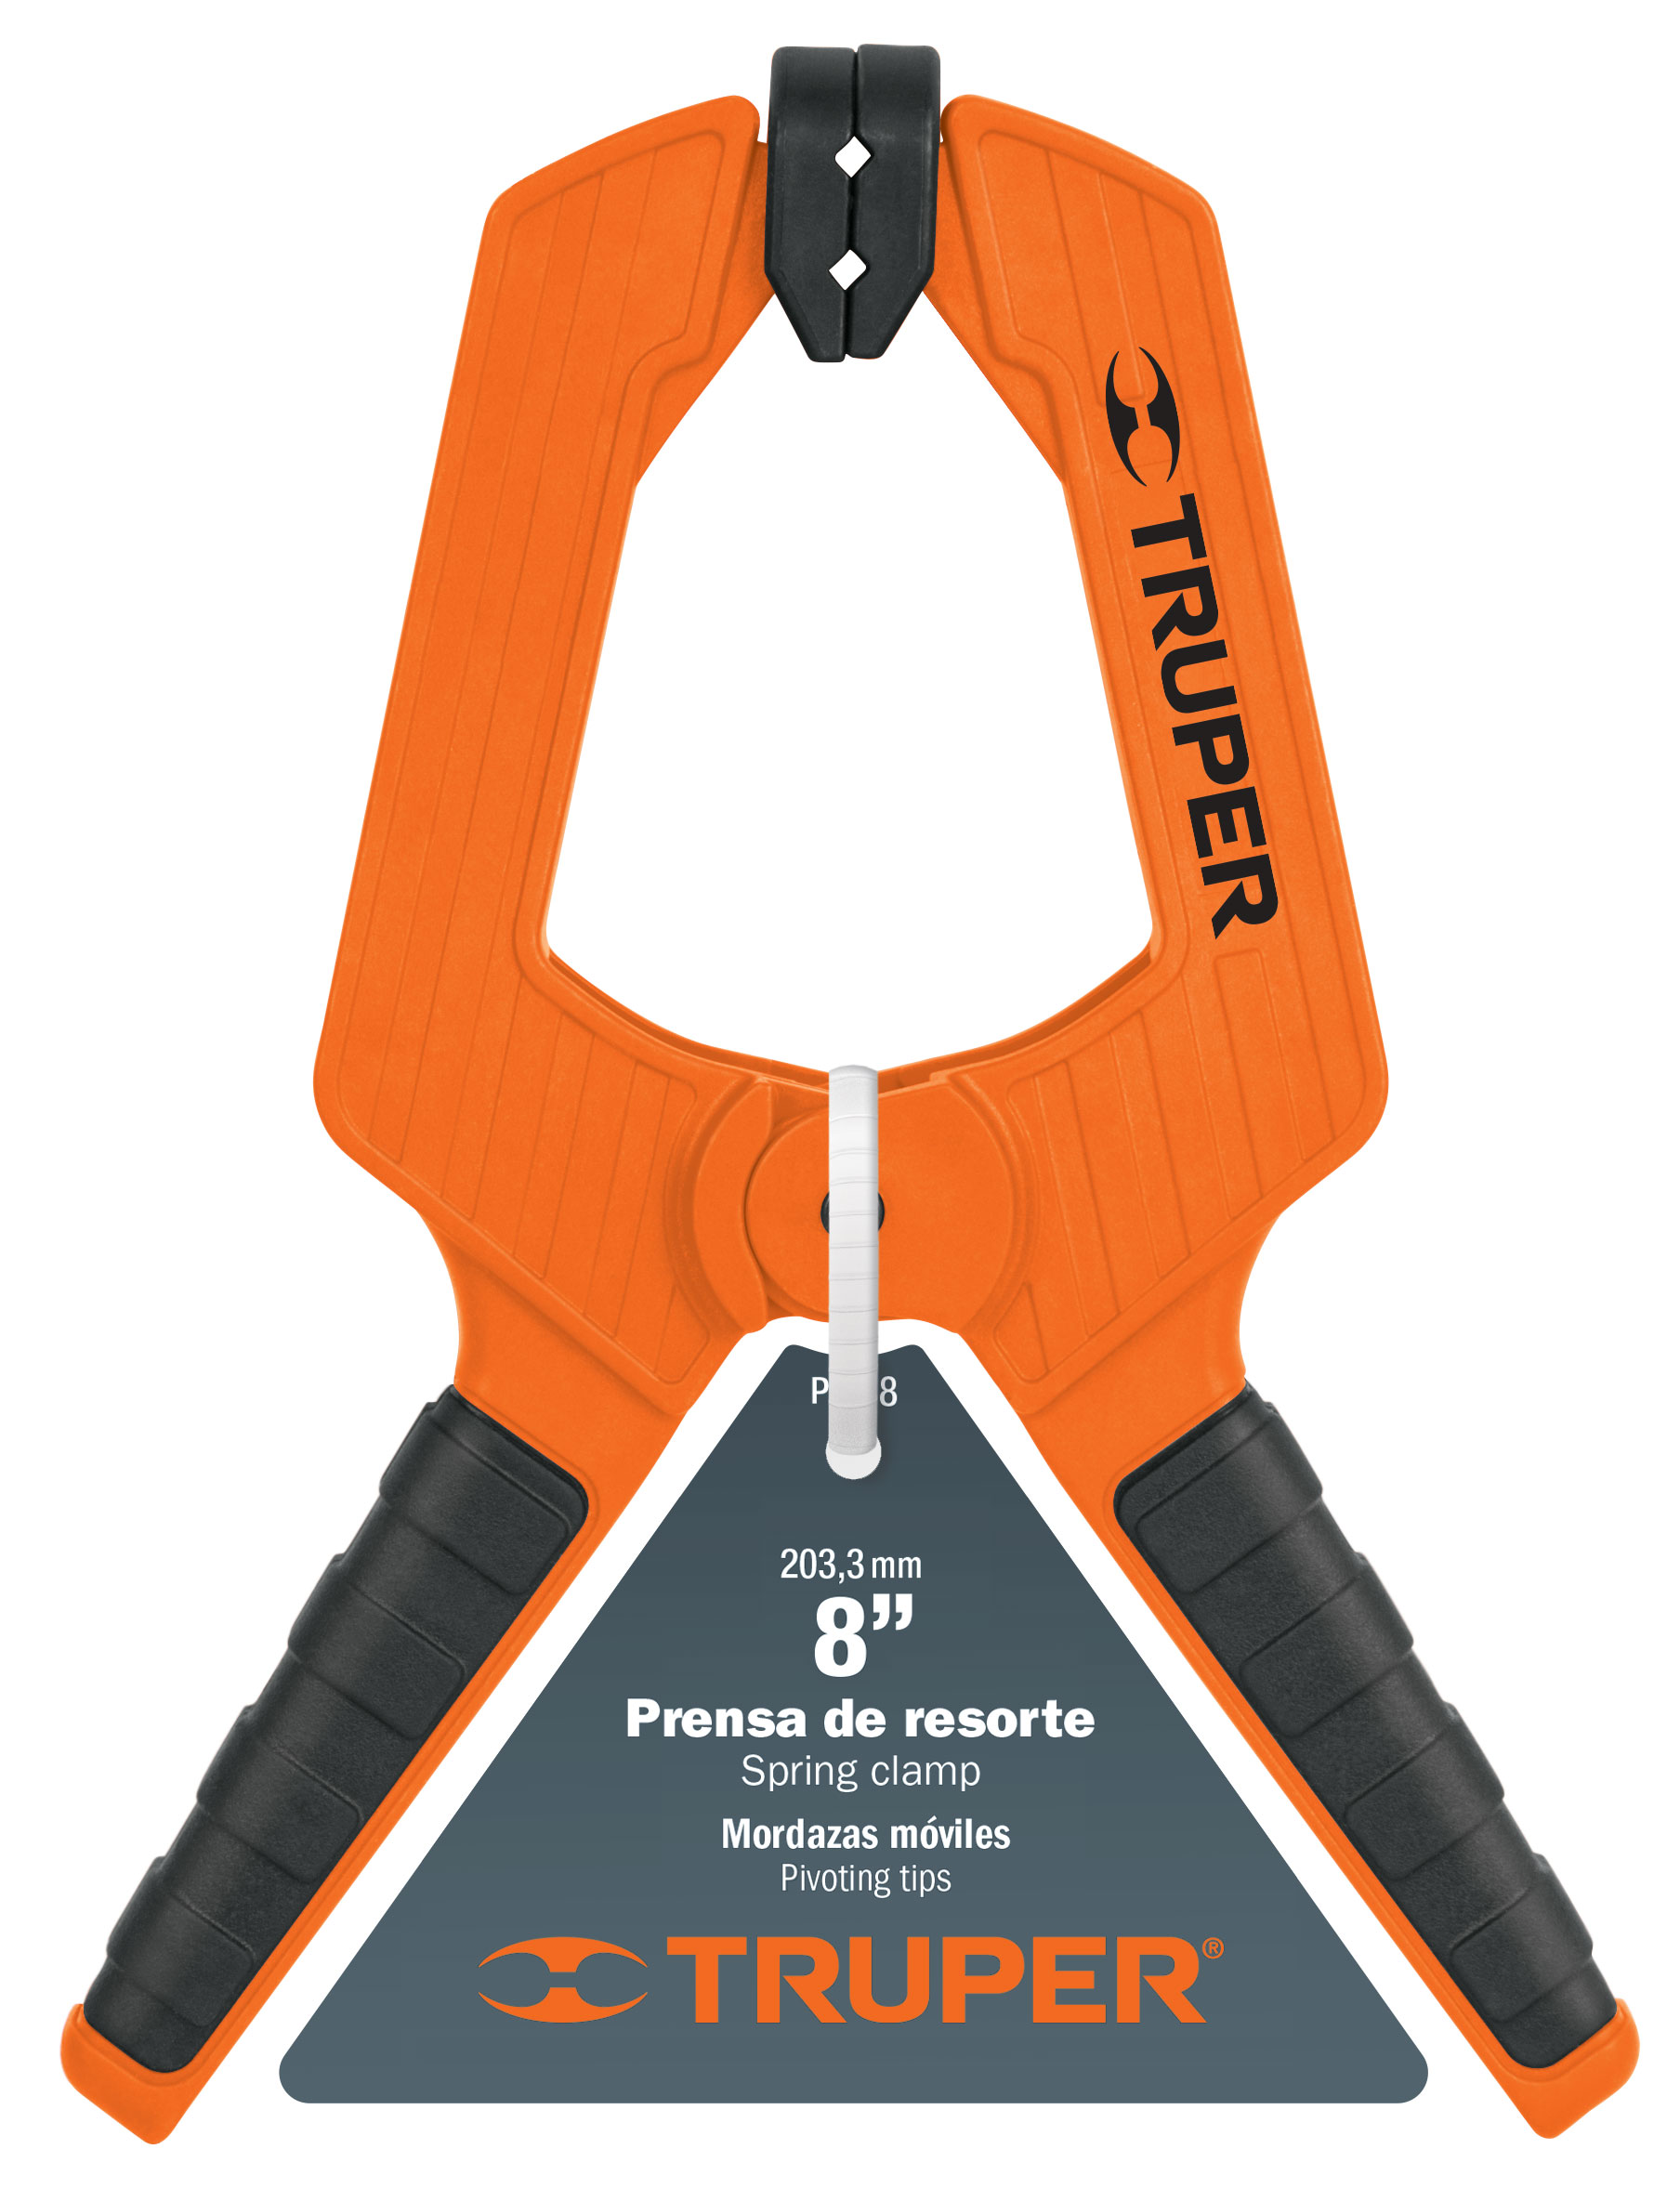 TRUPER
203,3 mm
8”
Prensa de resorte
Spring clamp
Mordazas móviles
Pivoting tips
TRUPER®